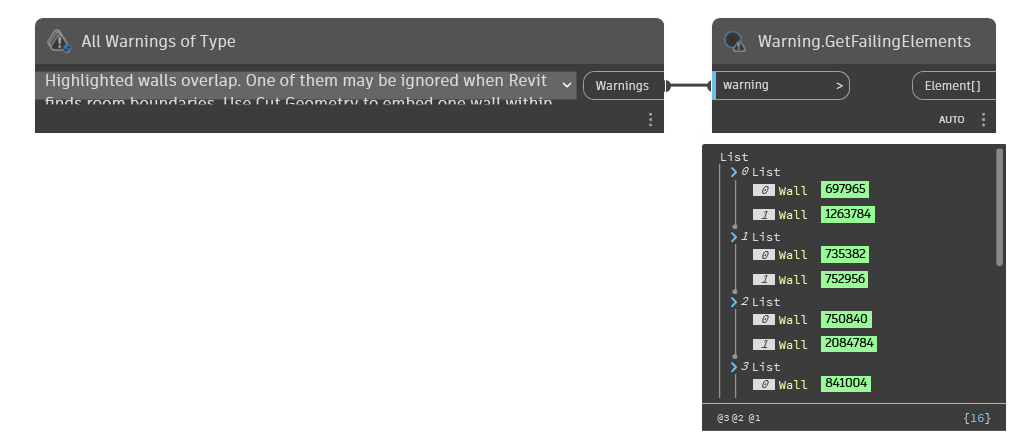 All Warnings of Type
Highlighted walls overlap. One of them may be ignored when Revit
finds room boundaries. Use Cut Geometry to embed one wall within
Warnings
Warning.GetFailingElements
warning >
Element[]
AUTO
List
0 List
0 Wall 697965
1 Wall 1263784
1 List
0 Wall 735382
1 Wall 752956
2 List
0 Wall 750840
1 Wall 2084784
3 List
0 Wall 841004
@3 @2 @1 {16}